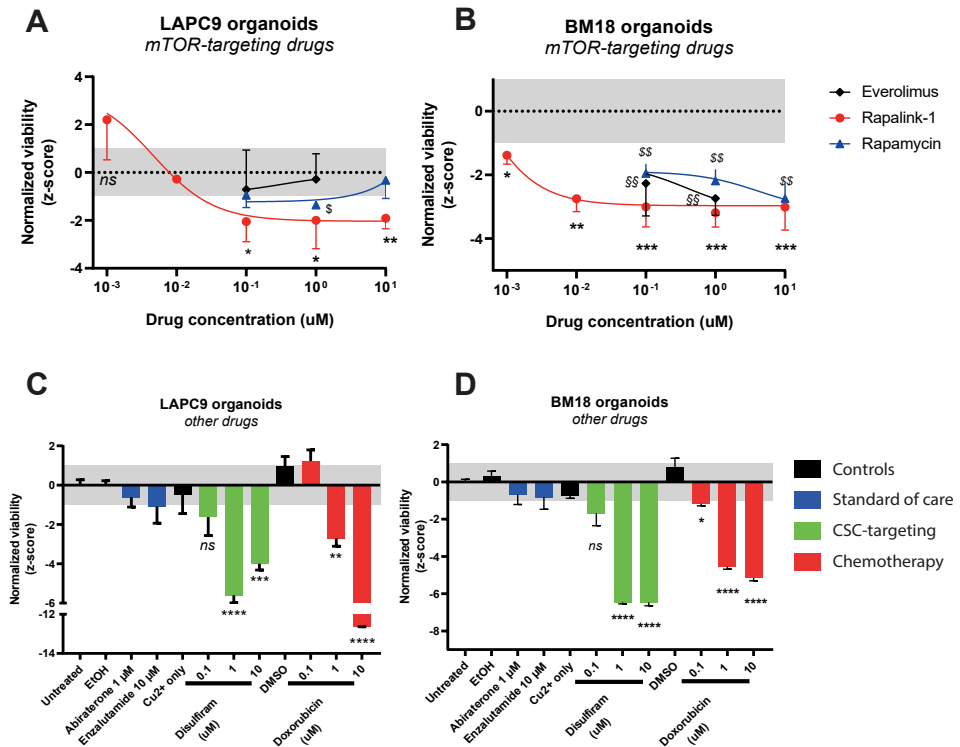 A
LAPC9 organoids
mTOR-targeting drugs
Normalized viability
(z-score)
4
2
0
-2
-4
ns
$
*
*
**
10-3
10-2
10-1
100
101
Drug concentration (uM)
B
BM18 organoids
mTOR-targeting drugs
Normalized viability
(z-score)
0
-2
-4
*
**
$$
§§
***
$$
§§
***
$$
***
10-3
10-2
10-1
100
101
Drug concentration (uM)
Everolimus
Rapalink-1
Rapamycin
C
LAPC9 organoids
other drugs
Normalized viability
(z-score)
2
0
-2
-4
-6
-12
-14
ns
****
***
**
****
Untreated
EtOH
Abiraterone 1 μM
Enzalutamide 10 μM
Cu2+ only
0.1
1
10
DMSO
0.1
1
10
Disulfiram
(uM)
Doxorubicin
(uM)
D
BM18 organoids
other drugs
Normalized viability
(z-score)
2
0
-2
-4
-6
-8
ns
****
****
*
****
****
Untreated
EtOH
Abiraterone 1 μM
Enzalutamide 10 μM
Cu2+ only
0.1
1
10
DMSO
0.1
1
10
Disulfiram
(uM)
Doxorubicin
(uM)
Controls
Standard of care
CSC-targeting
Chemotherapy